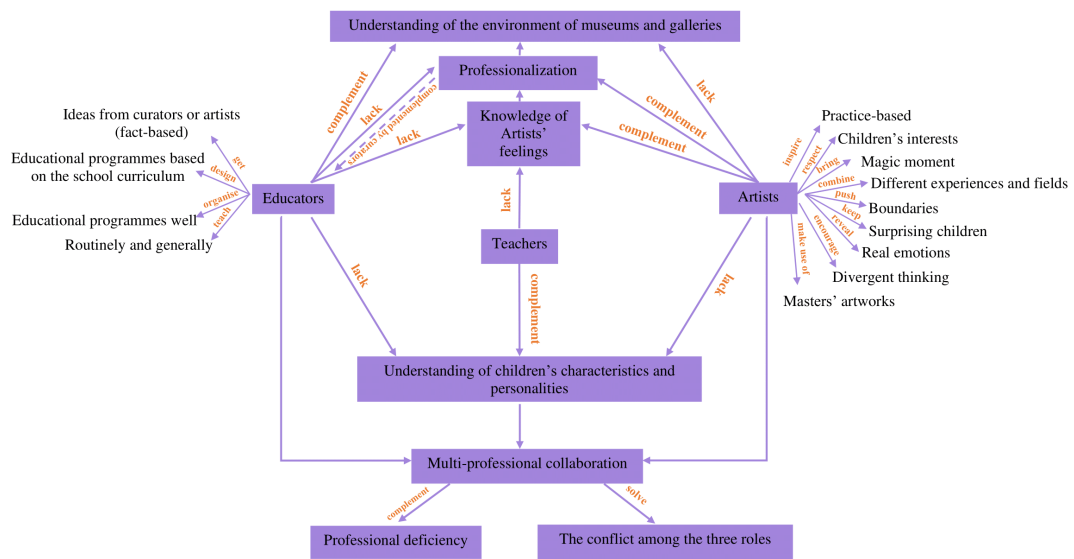 Understanding of the environment of museums and galleries
Professionalization
Knowledge of
Artists'
feelings
complement
lack
complemented by curators
lack
complement
complement
lack
Ideas from curators or artists
(fact-based)
Educational programmes based
on the school curriculum
Educational programmes well
Routinely and generally
get
design
organise
teach
Educators
lack
Teachers
Artists
inspire
respect
bring
combine
push
keep
reveal
encourage
make use of
Practice-based
Children's interests
Magic moment
Different experiences and fields
Boundaries
Surprising children
Real emotions
Divergent thinking
Masters' artworks
lack
complement
lack
Understanding of children's characteristics and
personalities
Multi-professional collaboration
complement
solve
Professional deficiency
The conflict among the three roles